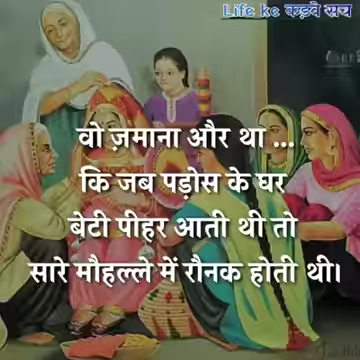 Life ke कड़वे सच
वो ज़माना और था ...
कि जब पड़ोस के घर
बेटी पीहर आती थी तो
सारे मौहल्ले में रौनक होती थी।